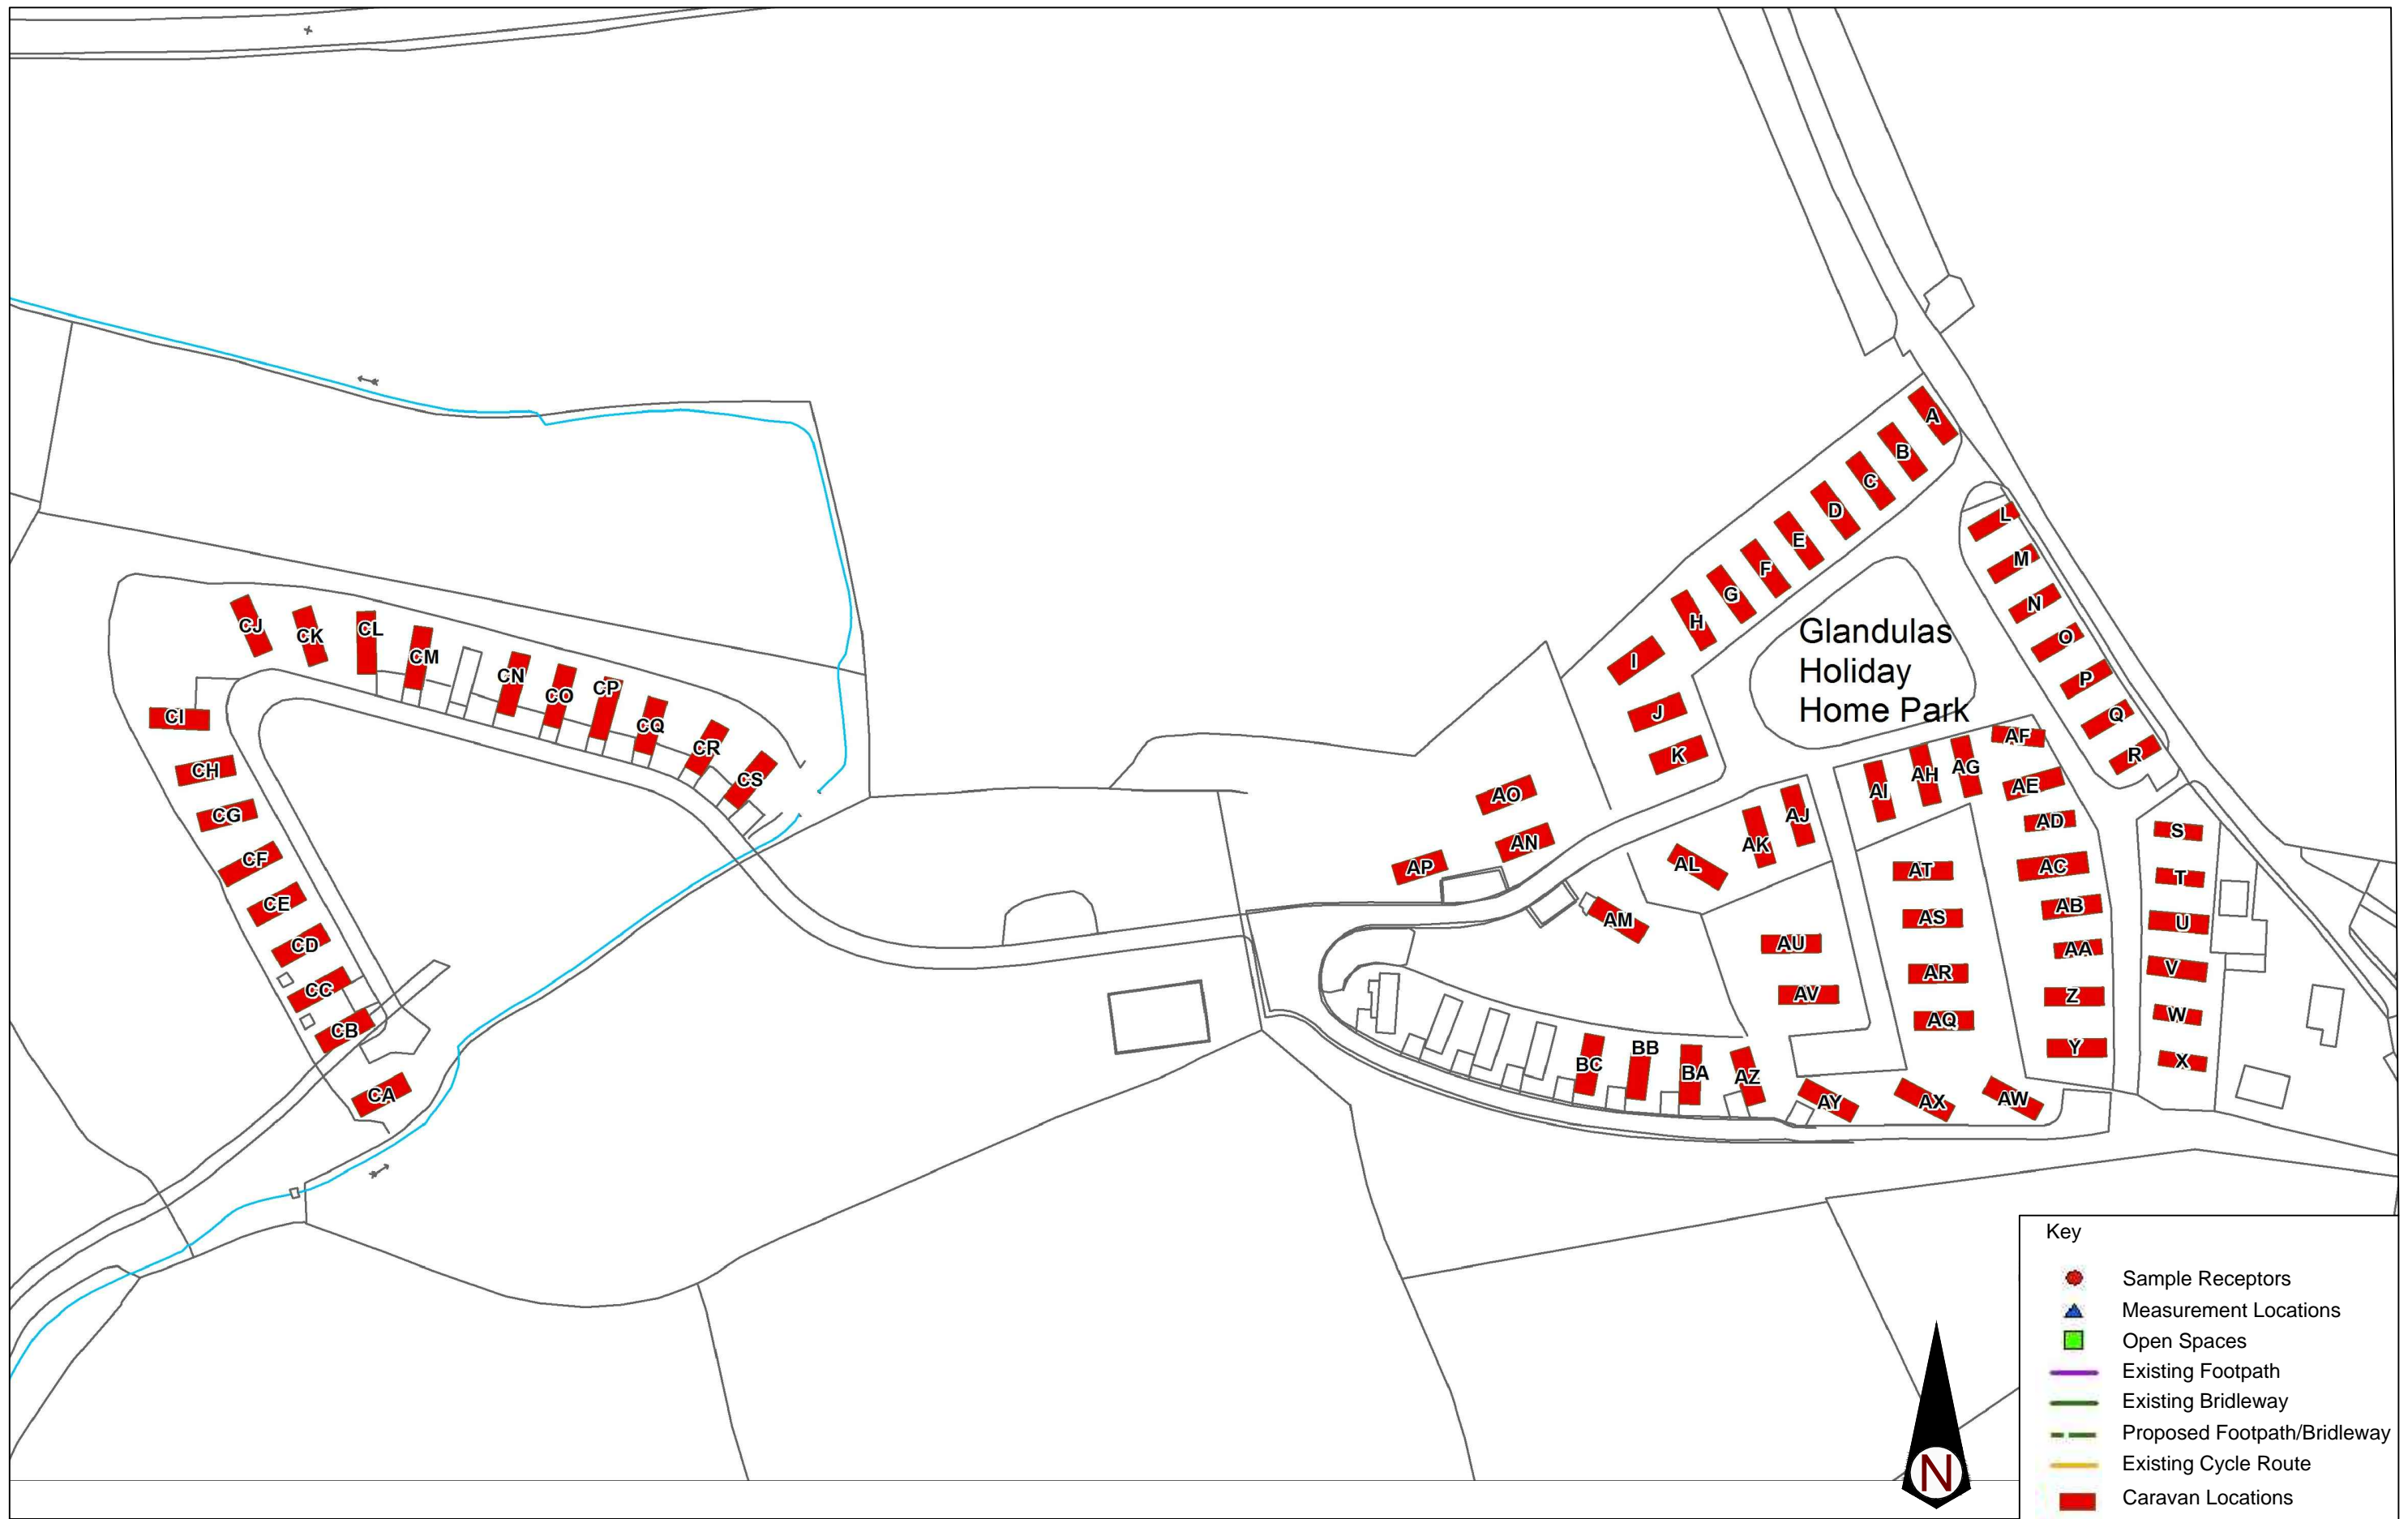 A
B
C
D
E
F
G
H
I
J
K
L
M
N
O
P
Q
R
Glandulas
Holiday
Home Park
CJ
CK
CL
CM
CN
CO
CP
CQ
CR
CS
CI
CH
CG
CF
CE
CD
CC
CB
CA
AO
AN
AP
AL
AK
AJ
AI
AH
AG
AF
AE
AD
AC
AB
AA
Z
Y
S
T
U
V
W
X
AT
AS
AR
AQ
AM
AU
AV
BC
BB
BA
AZ
AY
AX
AW
N
Key
Sample Receptors
Measurement Locations
Open Spaces
Existing Footpath
Existing Bridleway
Proposed Footpath/Bridleway
Existing Cycle Route
Caravan Locations